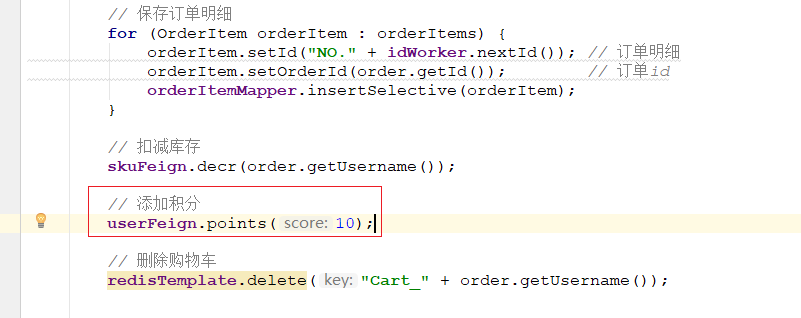 // 保存订单明细
for (OrderItem orderItem : orderItems) {
orderItem.setId("NO." + idWorker.nextId()); // 订单明细
orderItem.setOrderId(order.getId()); // 订单id
orderItemMapper.insertSelective(orderItem);
}
// 扣减库存
skuFeign.decr(order.getUsername());
// 添加积分
userFeign.points( score: 10);
// 删除购物车
redisTemplate.delete( key: "Cart_" + order.getUsername());